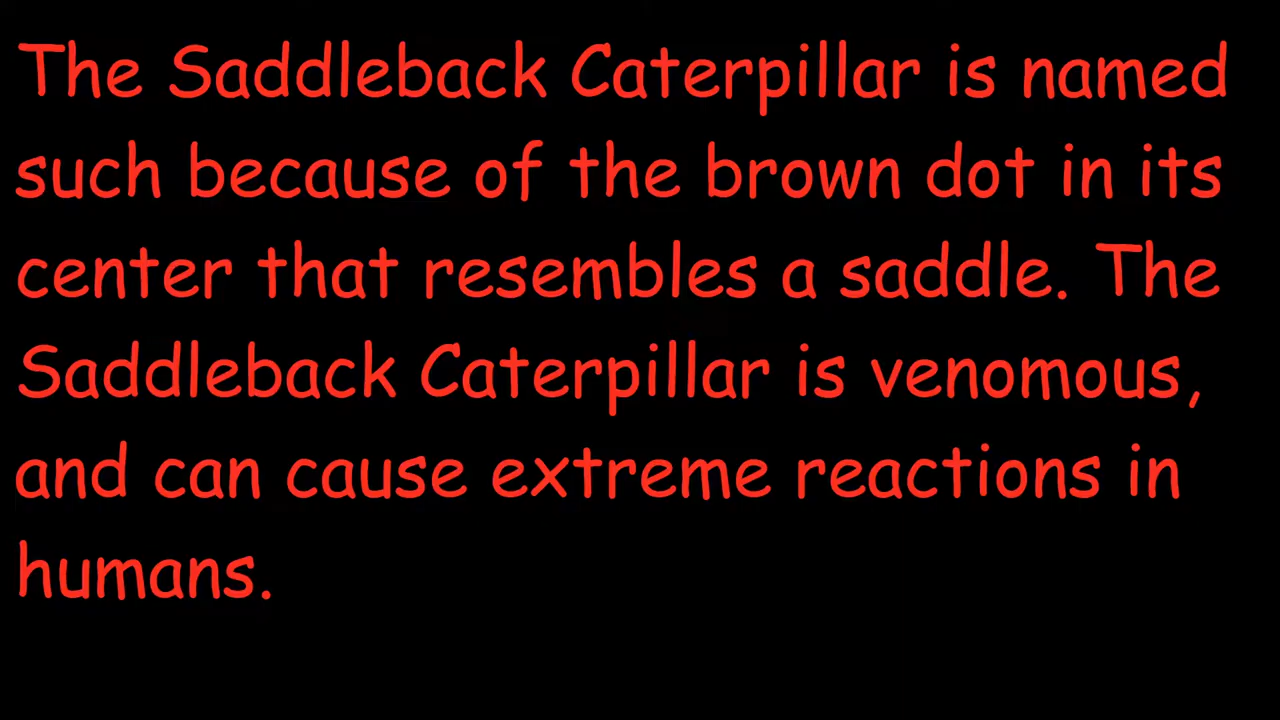 The Saddleback Caterpillar is named
such because of the brown dot in its
center that resembles a saddle. The
Saddleback Caterpillar is venomous,
and can cause extreme reactions in
humans.